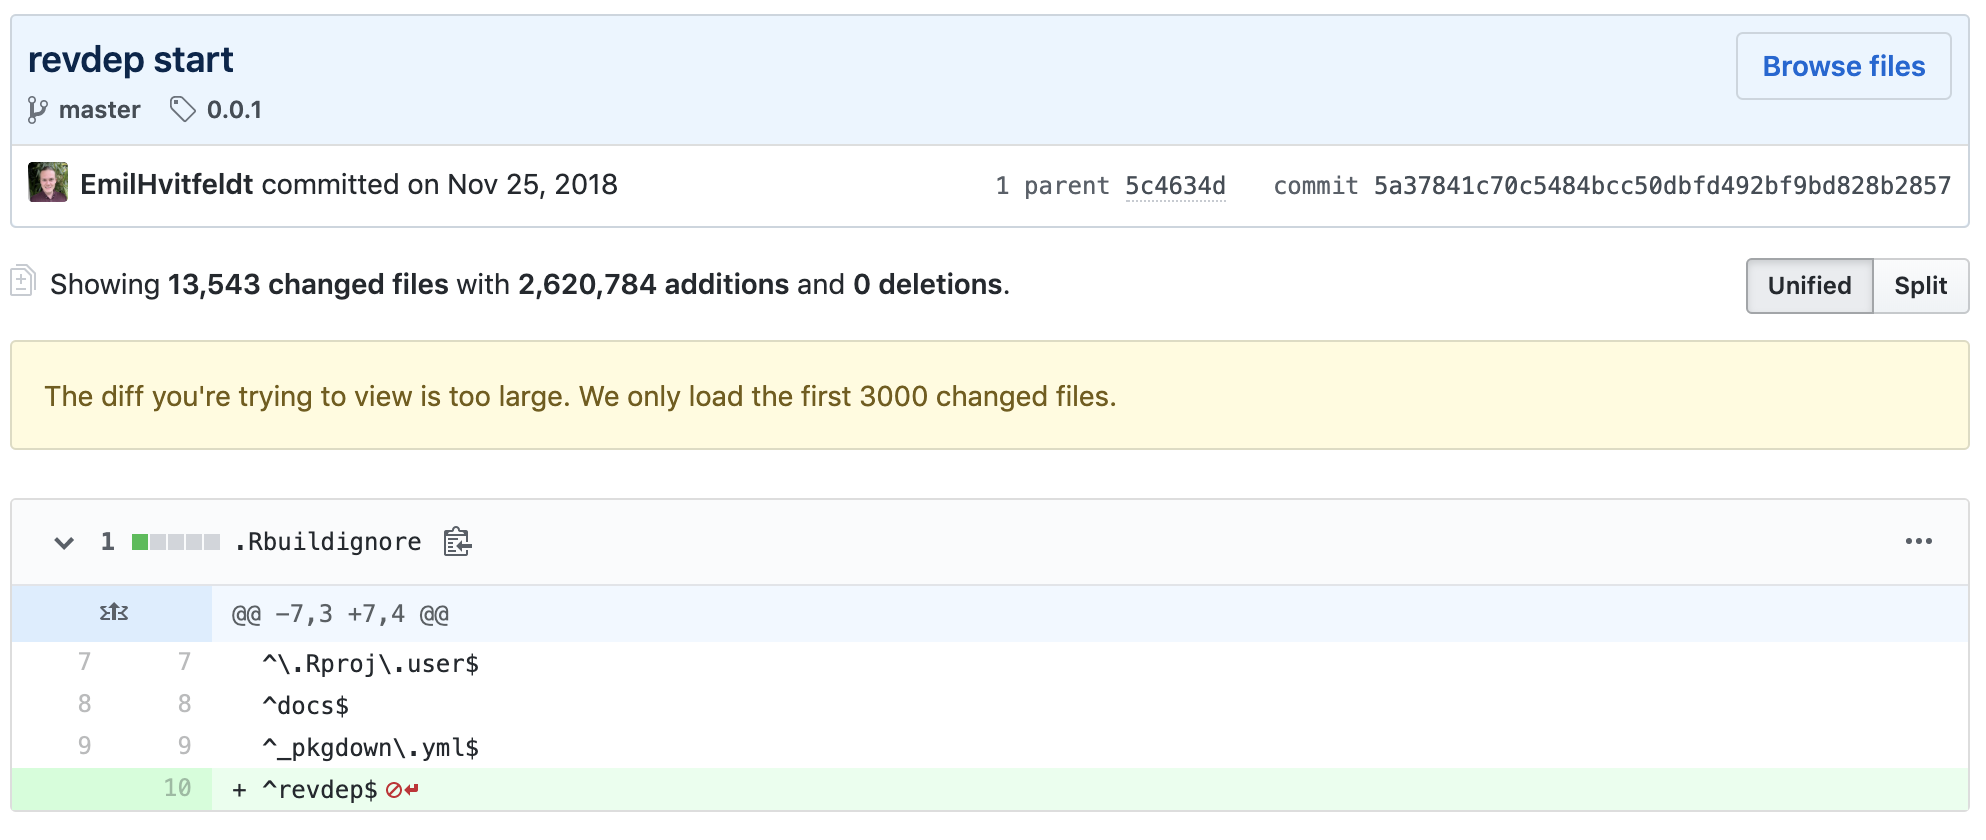 revdep start
Browse files
master 0.0.1
EmilHvitfeldt committed on Nov 25, 2018 1 parent 5c4634d commit 5a37841c70c5484bcc50dbfd492bf9bd828b2857
Showing 13,543 changed files with 2,620,784 additions and 0 deletions.
Unified Split
The diff you're trying to view is too large. We only load the first 3000 changed files.
1 .Rbuildignore
@@ -7,3 +7,4 @@
7 7 ^\.Rproj\.user$
8 8 ^docs$
9 9 ^_pkgdown\.yml$
10 + ^revdep$